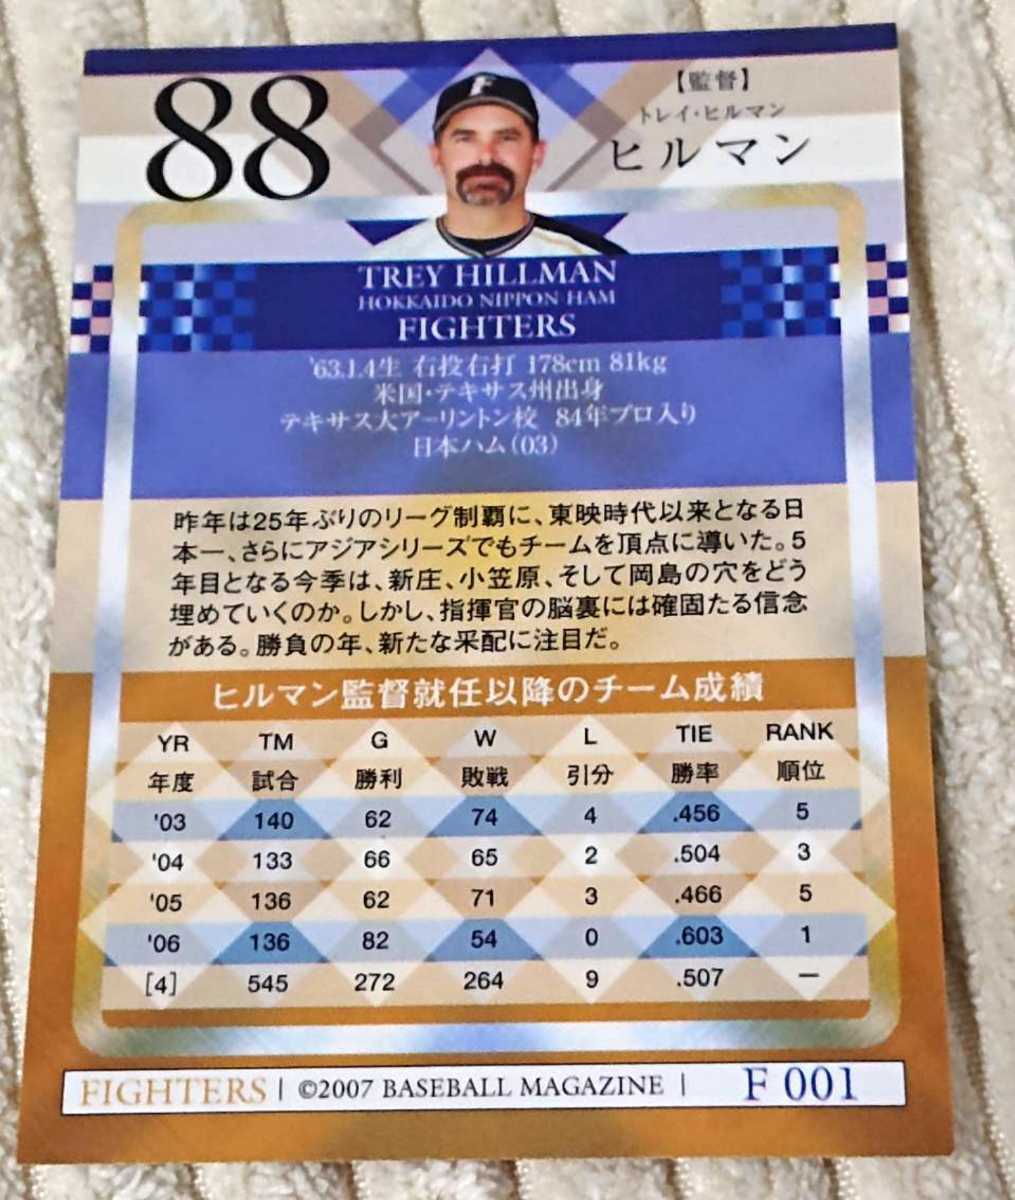 88
【監督】
トレイ・ヒルマン
ヒルマン
F
TREY HILLMAN
HOKKAIDO NIPPON HAM
FIGHTERS
'63.1.4生 右投右打 178cm 81kg
米国・テキサス州出身
テキサス大アーリントン校 84年プロ入り
日本ハム(03)
昨年は25年ぶりのリーグ制覇に、東映時代以来となる日
本一、さらにアジアシリーズでもチームを頂点に導いた。5
年目となる今季は、新庄、小笠原、そして岡島の穴をどう
埋めていくのか。しかし、指揮官の脳裏には確固たる信念
がある。勝負の年、新たな采配に注目だ。
ヒルマン監督就任以降のチーム成績
YR TM G W L TIE RANK
年度 試合 勝利 敗戦 引分 勝率 順位
'03 140 62 74 4 .456 5
'04 133 66 65 2 .504 3
'05 136 62 71 3 .466 5
'06 136 82 54 0 .603 1
[4] 545 272 264 9 .507 —
FIGHTERS | ©2007 BASEBALL MAGAZINE | F 001